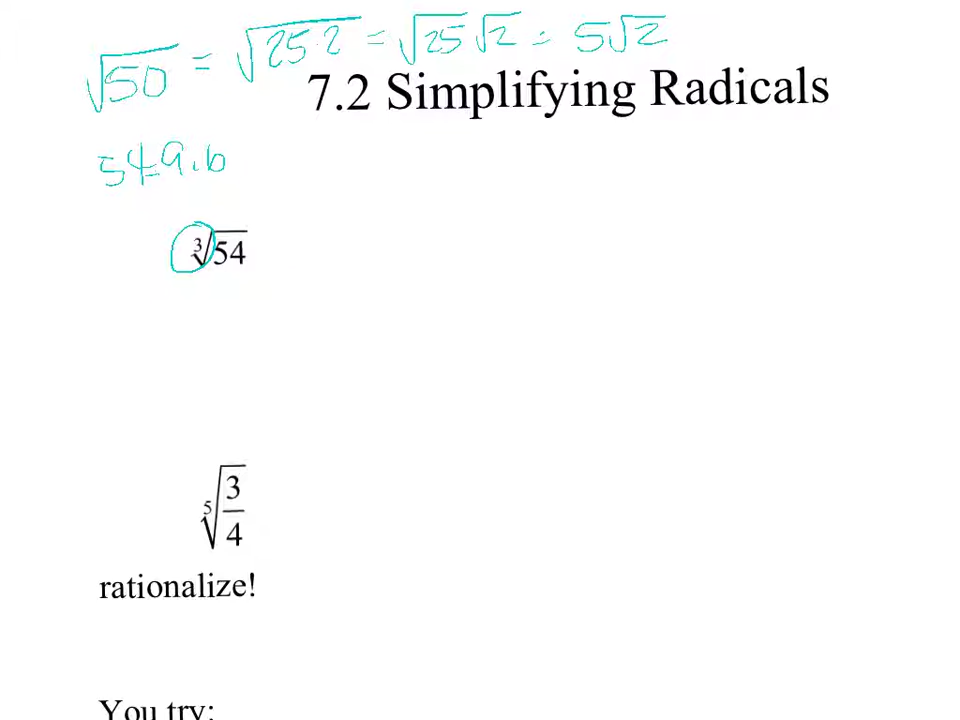 √50 = √25·2 = √25 √2 = 5√2
7.2 Simplifying Radicals
54=9·6
∛54
⁵√(3/4)
rationalize!
You try: